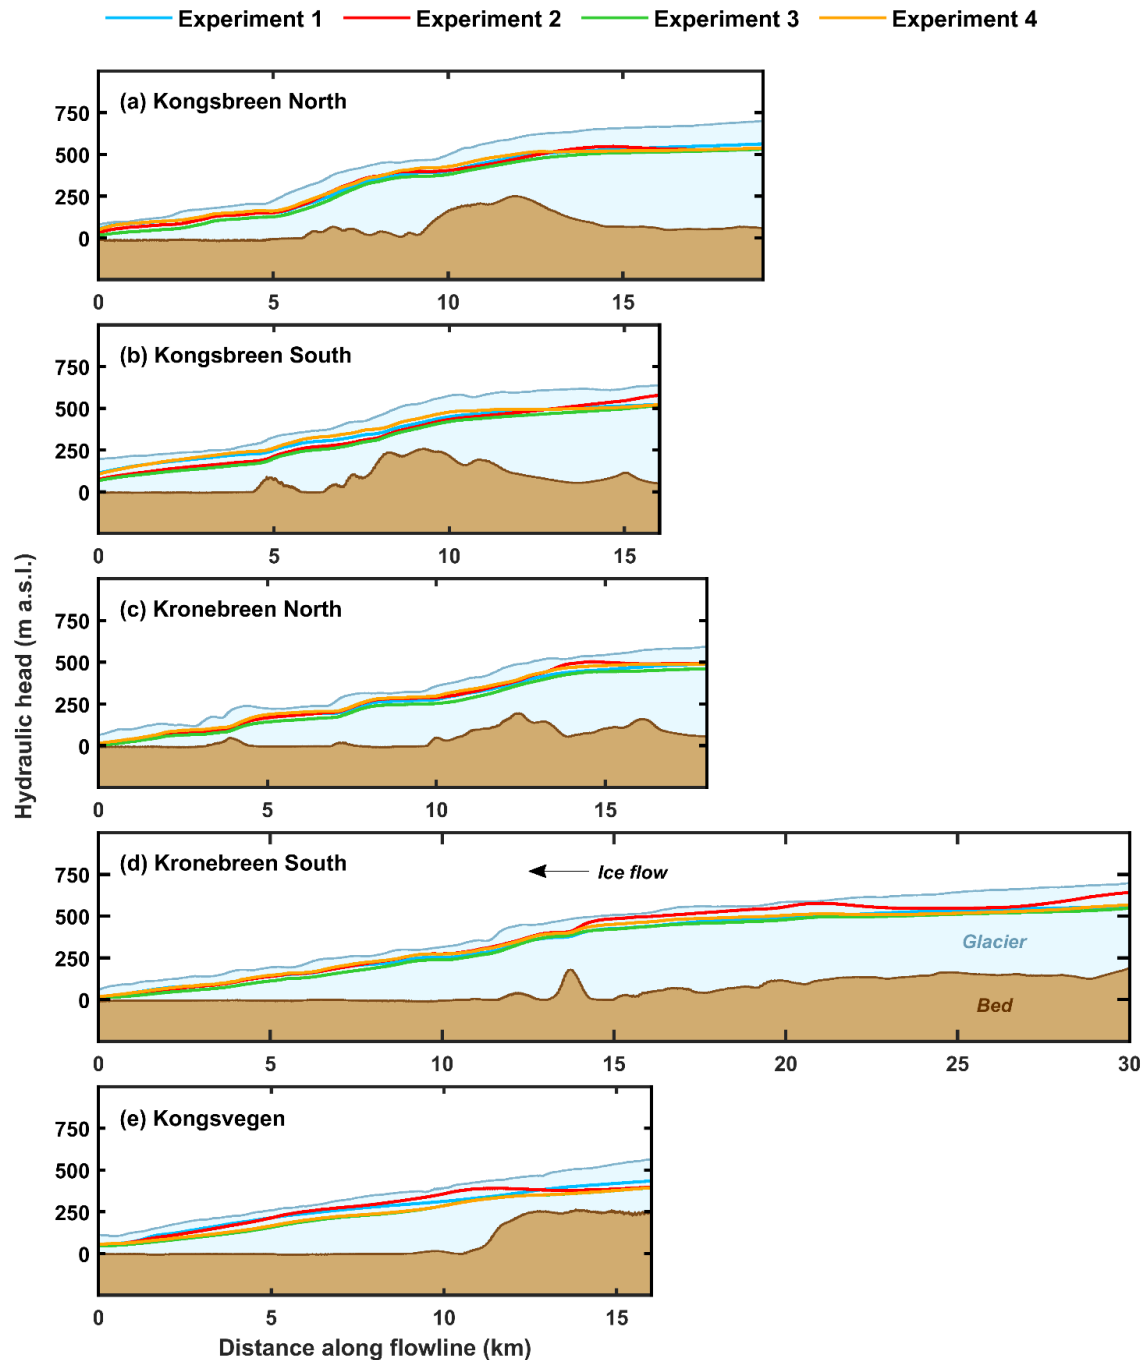 Experiment 1 Experiment 2 Experiment 3 Experiment 4
(a) Kongsbreen North
750
500
250
0
0 5 10 15
(b) Kongsbreen South
750
500
250
0
0 5 10 15
Hydraulic head (m a.s.l.)
(c) Kronebreen North
750
500
250
0
0 5 10 15
(d) Kronebreen South
Ice flow
750
500
250
0
Glacier
Bed
0 5 10 15 20 25 30
(e) Kongsvegen
750
500
250
0
0 5 10 15
Distance along flowline (km)